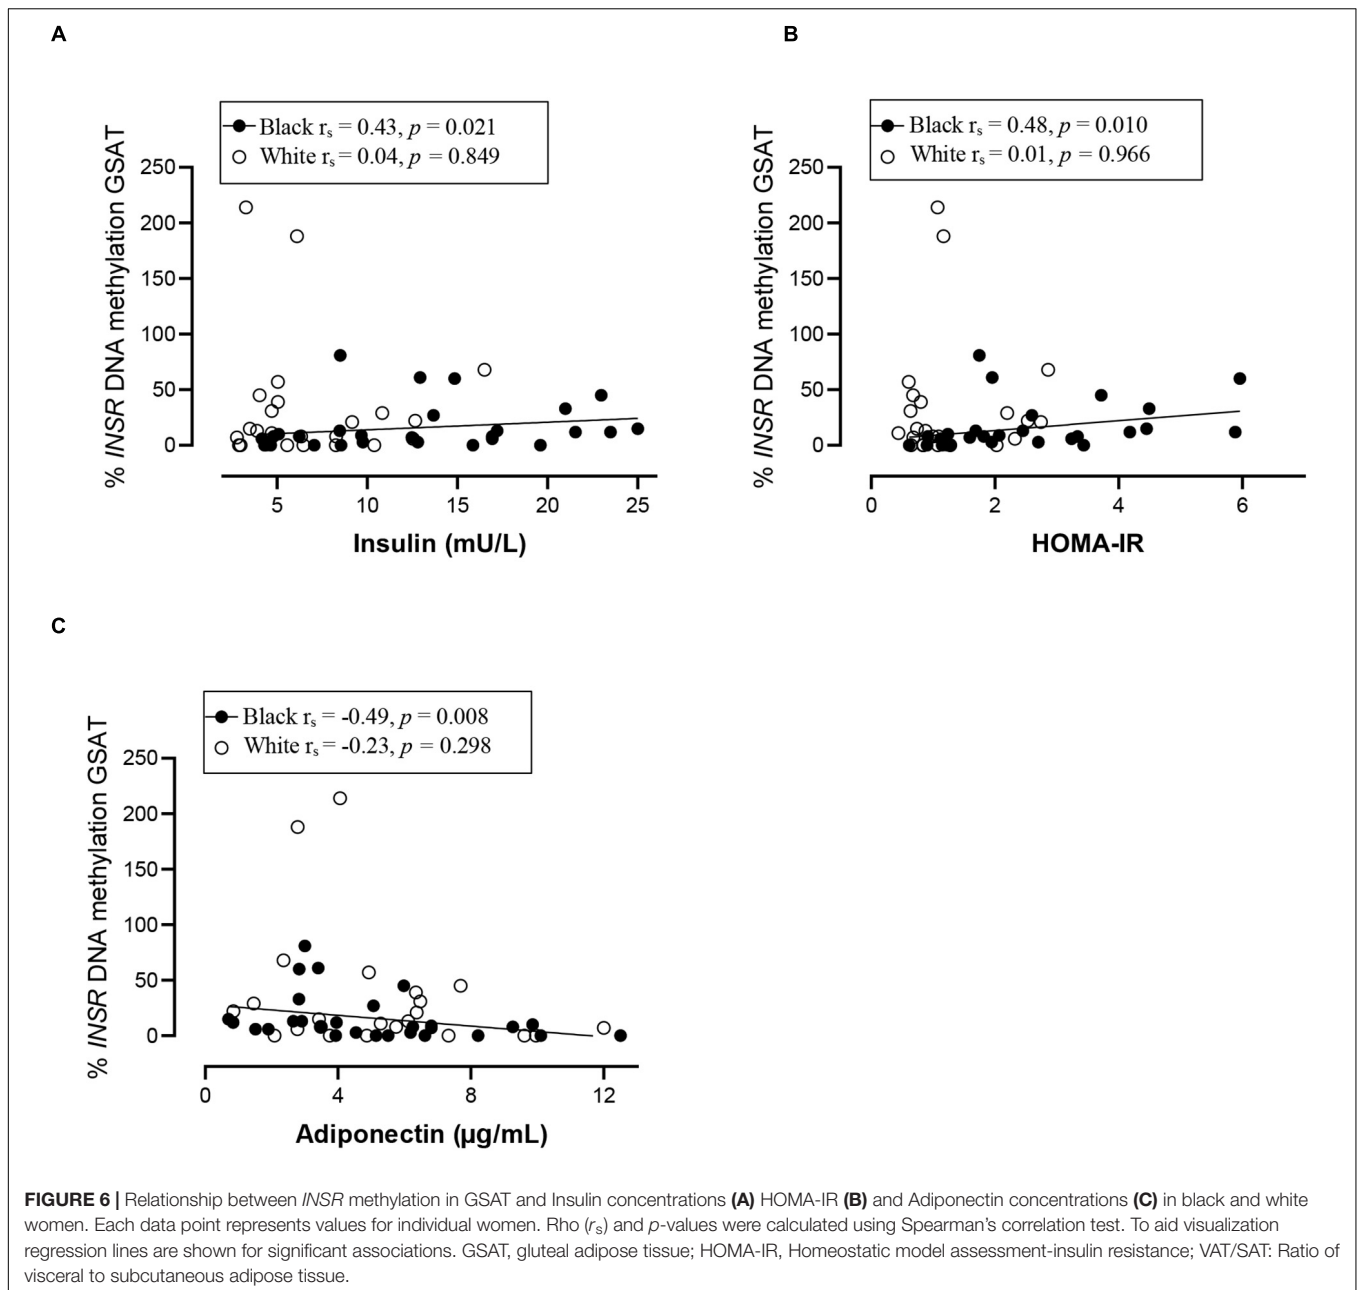 A
Black rs = 0.43, p = 0.021
White rs = 0.04, p = 0.849
% INSR DNA methylation GSAT
250
200
150
100
50
0
5 10 15 20 25
Insulin (mU/L)
B
Black rs = 0.48, p = 0.010
White rs = 0.01, p = 0.966
% INSR DNA methylation GSAT
250
200
150
100
50
0
0 2 4 6
HOMA-IR
C
Black rs = -0.49, p = 0.008
White rs = -0.23, p = 0.298
% INSR DNA methylation GSAT
250
200
150
100
50
0
0 4 8 12
Adiponectin (µg/mL)
FIGURE 6 | Relationship between INSR methylation in GSAT and Insulin concentrations (A) HOMA-IR (B) and Adiponectin concentrations (C) in black and white
women. Each data point represents values for individual women. Rho (rs) and p-values were calculated using Spearman's correlation test. To aid visualization
regression lines are shown for significant associations. GSAT, gluteal adipose tissue; HOMA-IR, Homeostatic model assessment-insulin resistance; VAT/SAT: Ratio of
visceral to subcutaneous adipose tissue.